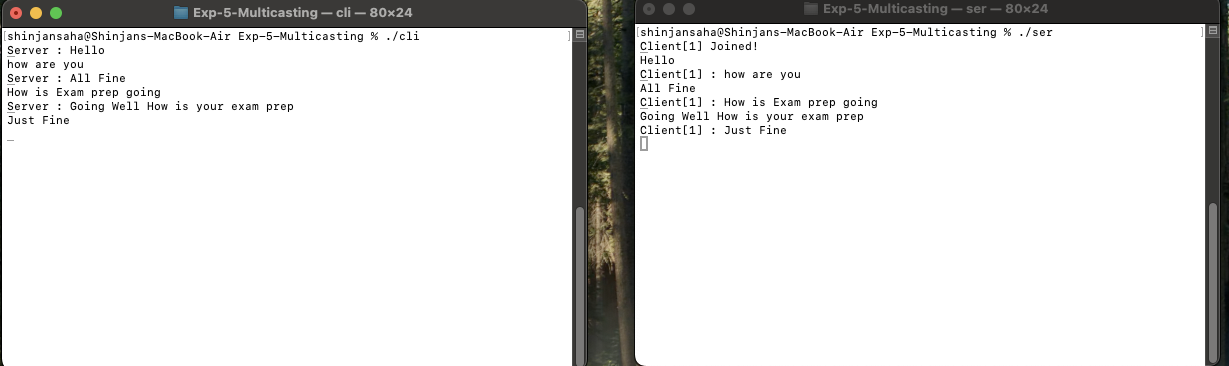 Exp-5-Multicasting — cli — 80×24
[shinjansaha@Shinjans-MacBook-Air Exp-5-Multicasting % ./cli ]
Server : Hello
how are you
Server : All Fine
How is Exam prep going
Server : Going Well How is your exam prep
Just Fine
Exp-5-Multicasting — ser — 80×24
[shinjansaha@Shinjans-MacBook-Air Exp-5-Multicasting % ./ser ]
Client[1] Joined!
Hello
Client[1] : how are you
All Fine
Client[1] : How is Exam prep going
Going Well How is your exam prep
Client[1] : Just Fine